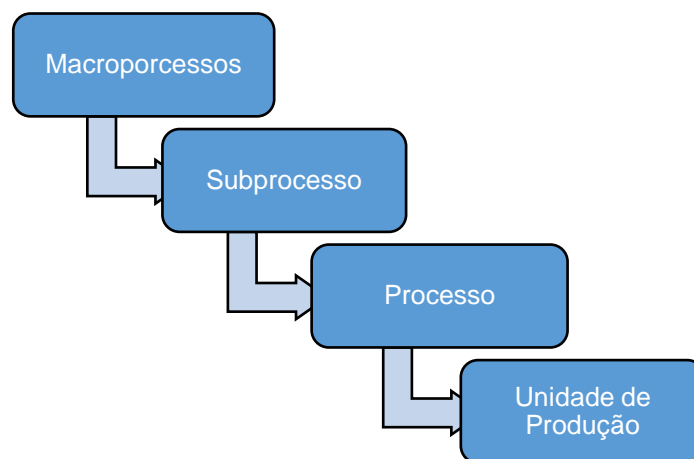 Macroporcessos
Subprocesso
Processo
Unidade de
Produção